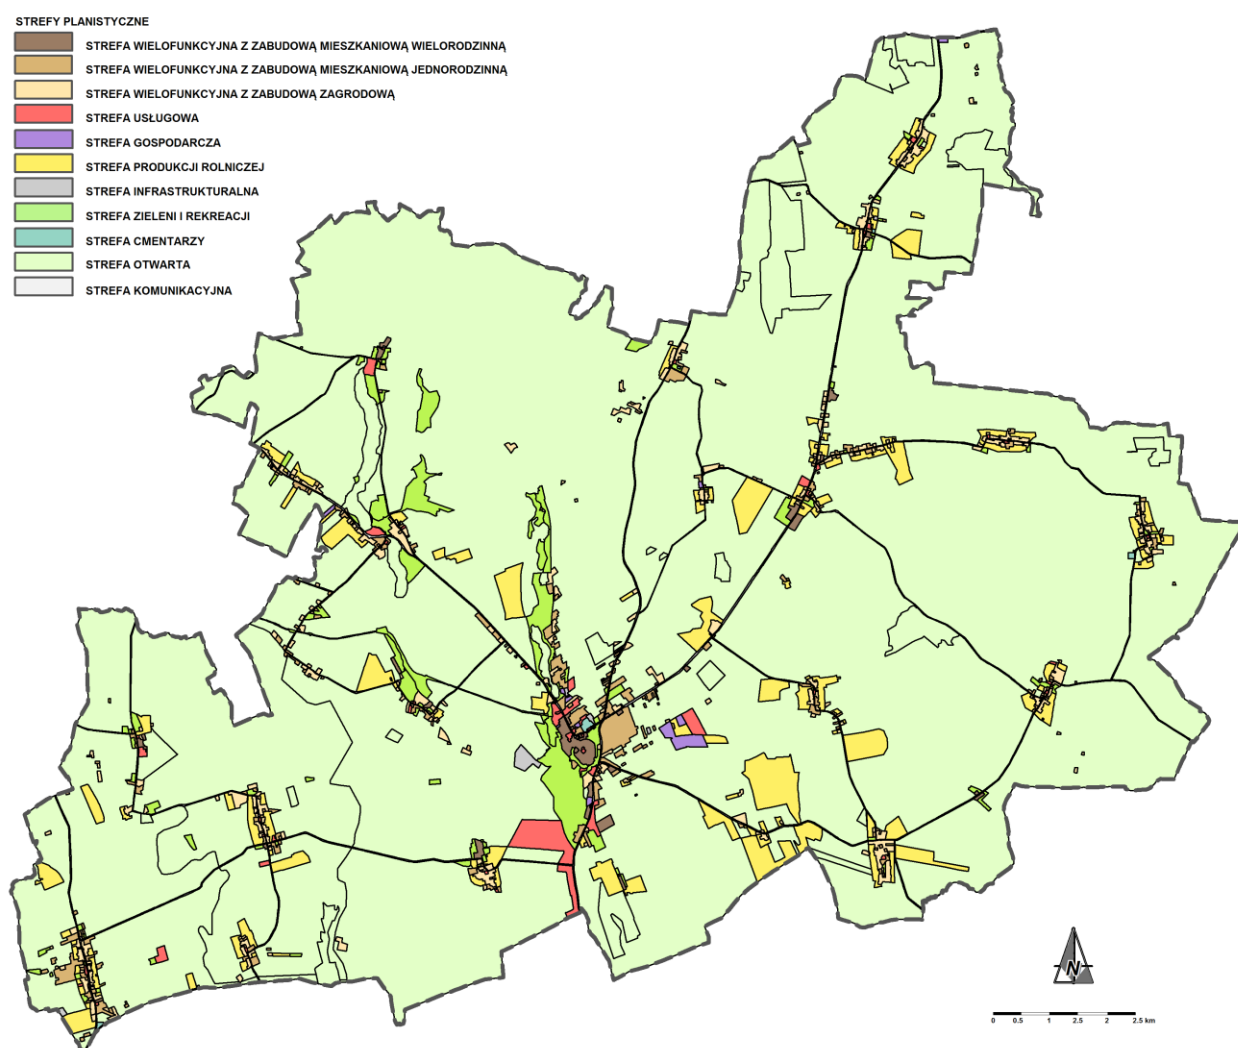 STREFY PLANISTYCZNE
STREFA WIELOFUNKCYJNA Z ZABUDOWĄ MIESZKANIOWĄ WIELORODZINNĄ
STREFA WIELOFUNKCYJNA Z ZABUDOWĄ MIESZKANIOWĄ JEDNORODZINNĄ
STREFA WIELOFUNKCYJNA Z ZABUDOWĄ ZAGRODOWĄ
STREFA USŁUGOWA
STREFA GOSPODARCZA
STREFA PRODUKCJI ROLNICZEJ
STREFA INFRASTRUKTURALNA
STREFA ZIELENI I REKREACJI
STREFA CMENTARZY
STREFA OTWARTA
STREFA KOMUNIKACYJNA
N
0 0.5 1 2.5 2 2.5 km